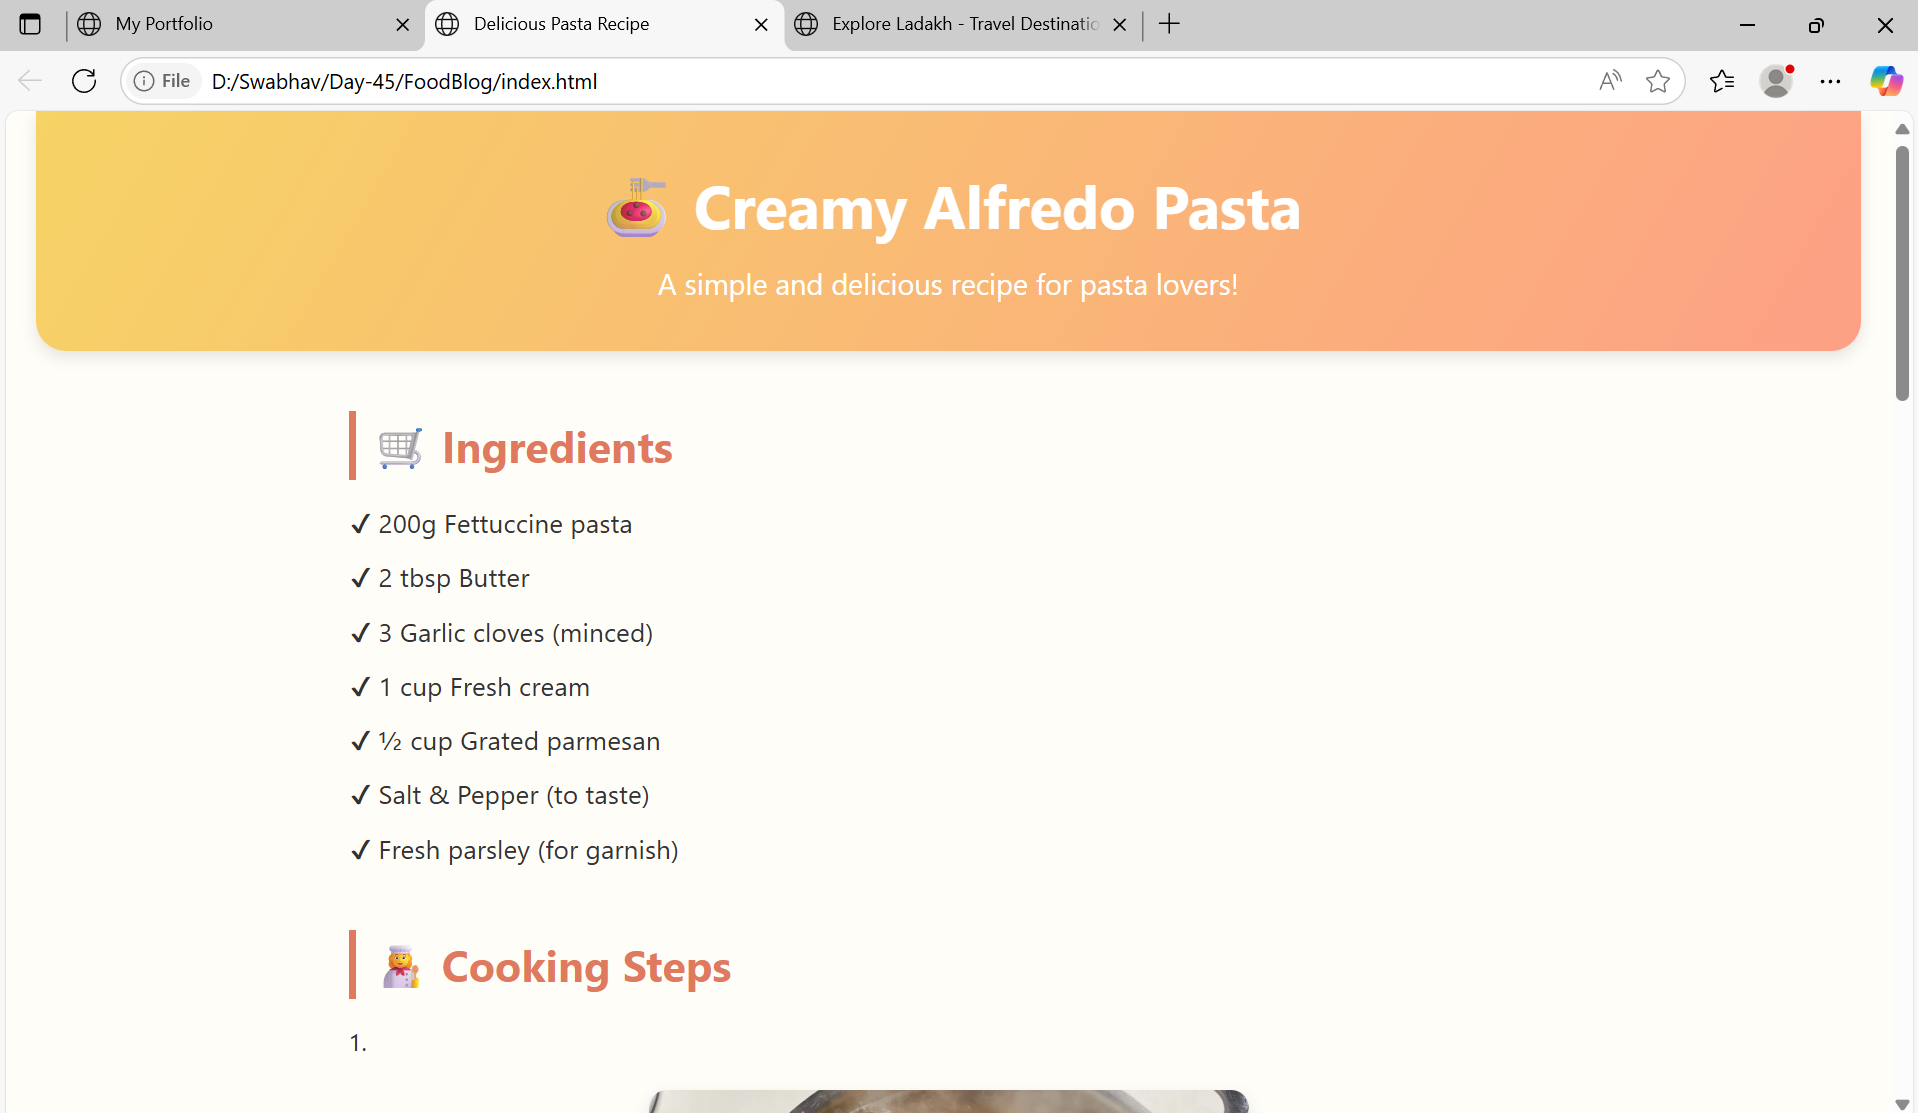 My Portfolio
Delicious Pasta Recipe
Explore Ladakh - Travel Destinatio
File
D:/Swabhav/Day-45/FoodBlog/index.html
Creamy Alfredo Pasta
A simple and delicious recipe for pasta lovers!
Ingredients
✔ 200g Fettuccine pasta
✔ 2 tbsp Butter
✔ 3 Garlic cloves (minced)
✔ 1 cup Fresh cream
✔ ½ cup Grated parmesan
✔ Salt & Pepper (to taste)
✔ Fresh parsley (for garnish)
Cooking Steps
1.